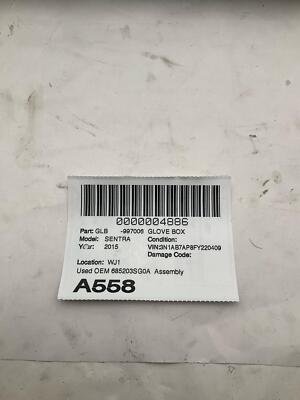 0000004886
Part: GLB -997006 GLOVE BOX
Model: SENTRA Condition:
Year: 2015 VIN:3N1AB7AP8FY220409
Damage Code:
Location: WJ1
Used OEM 685203SG0A Assembly
A558